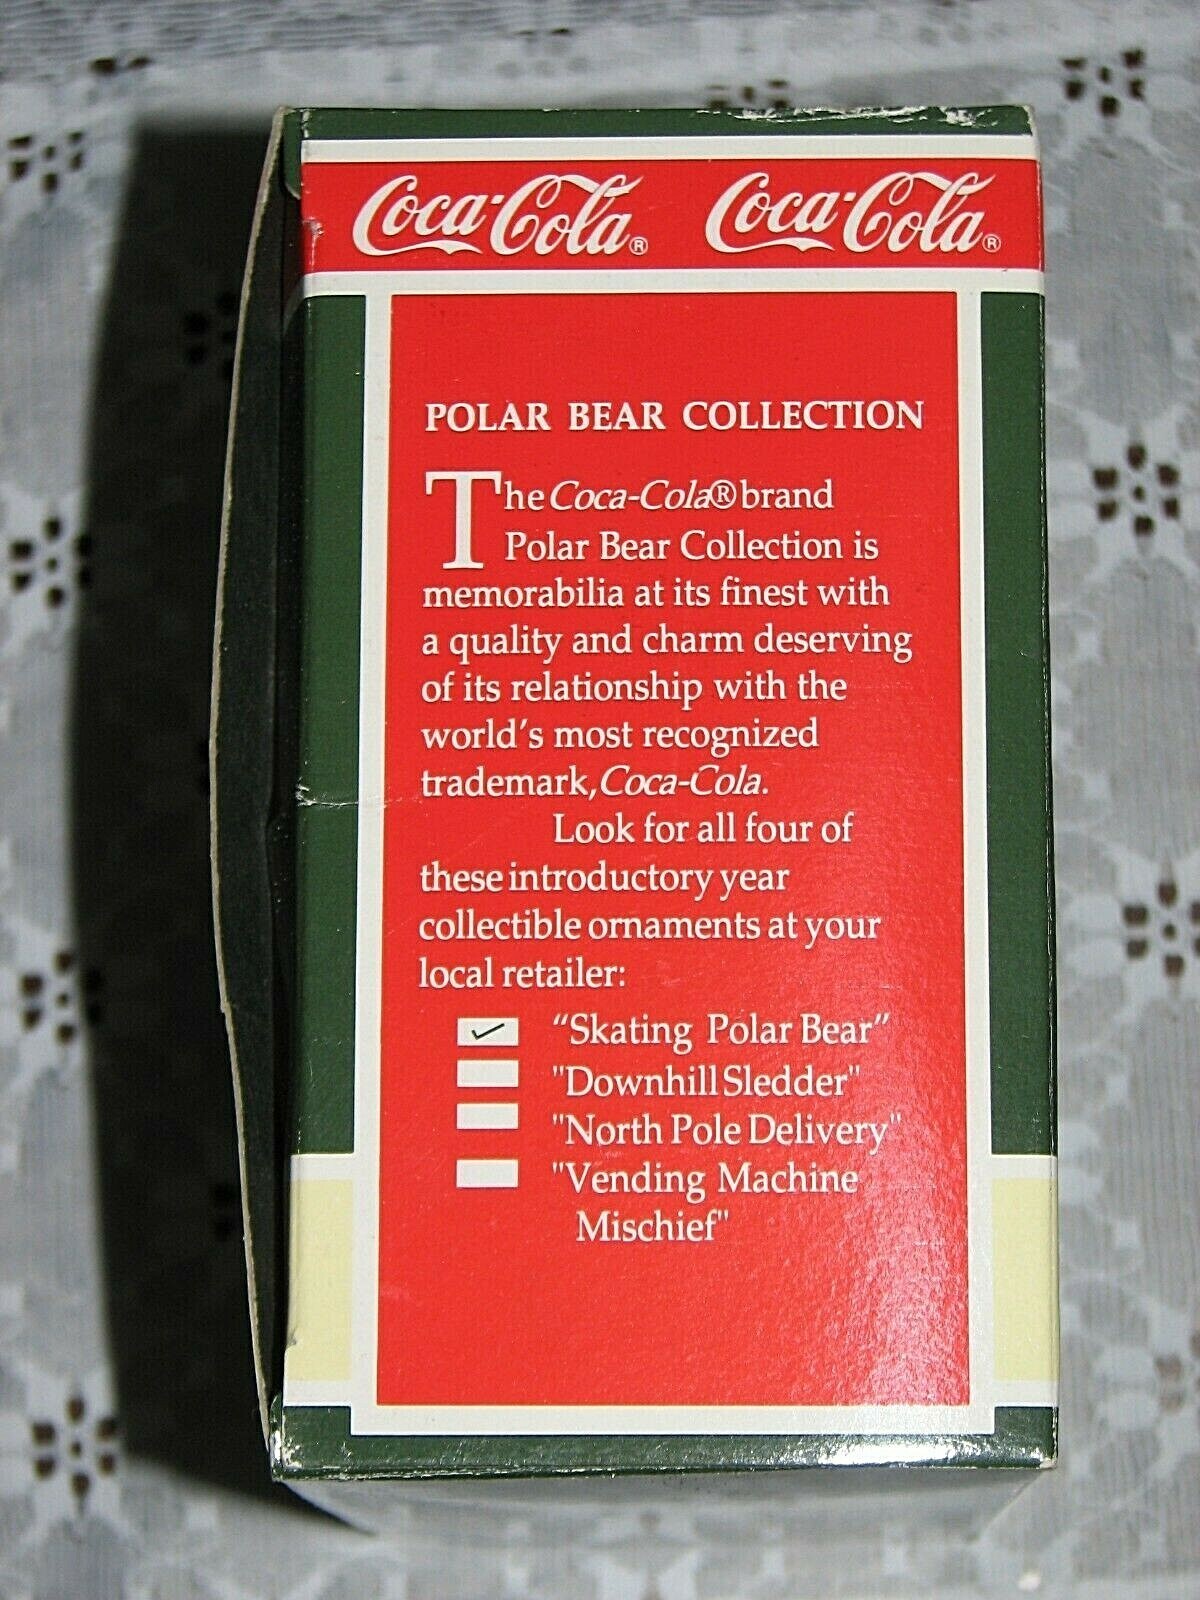 Coca-Cola® Coca-Cola®
POLAR BEAR COLLECTION
The Coca-Cola® brand
Polar Bear Collection is
memorabilia at its finest with
a quality and charm deserving
of its relationship with the
world's most recognized
trademark, Coca-Cola.
Look for all four of
these introductory year
collectible ornaments at your
local retailer:
✓ “Skating Polar Bear”
"Downhill Sledder"
"North Pole Delivery"
"Vending Machine
Mischief"